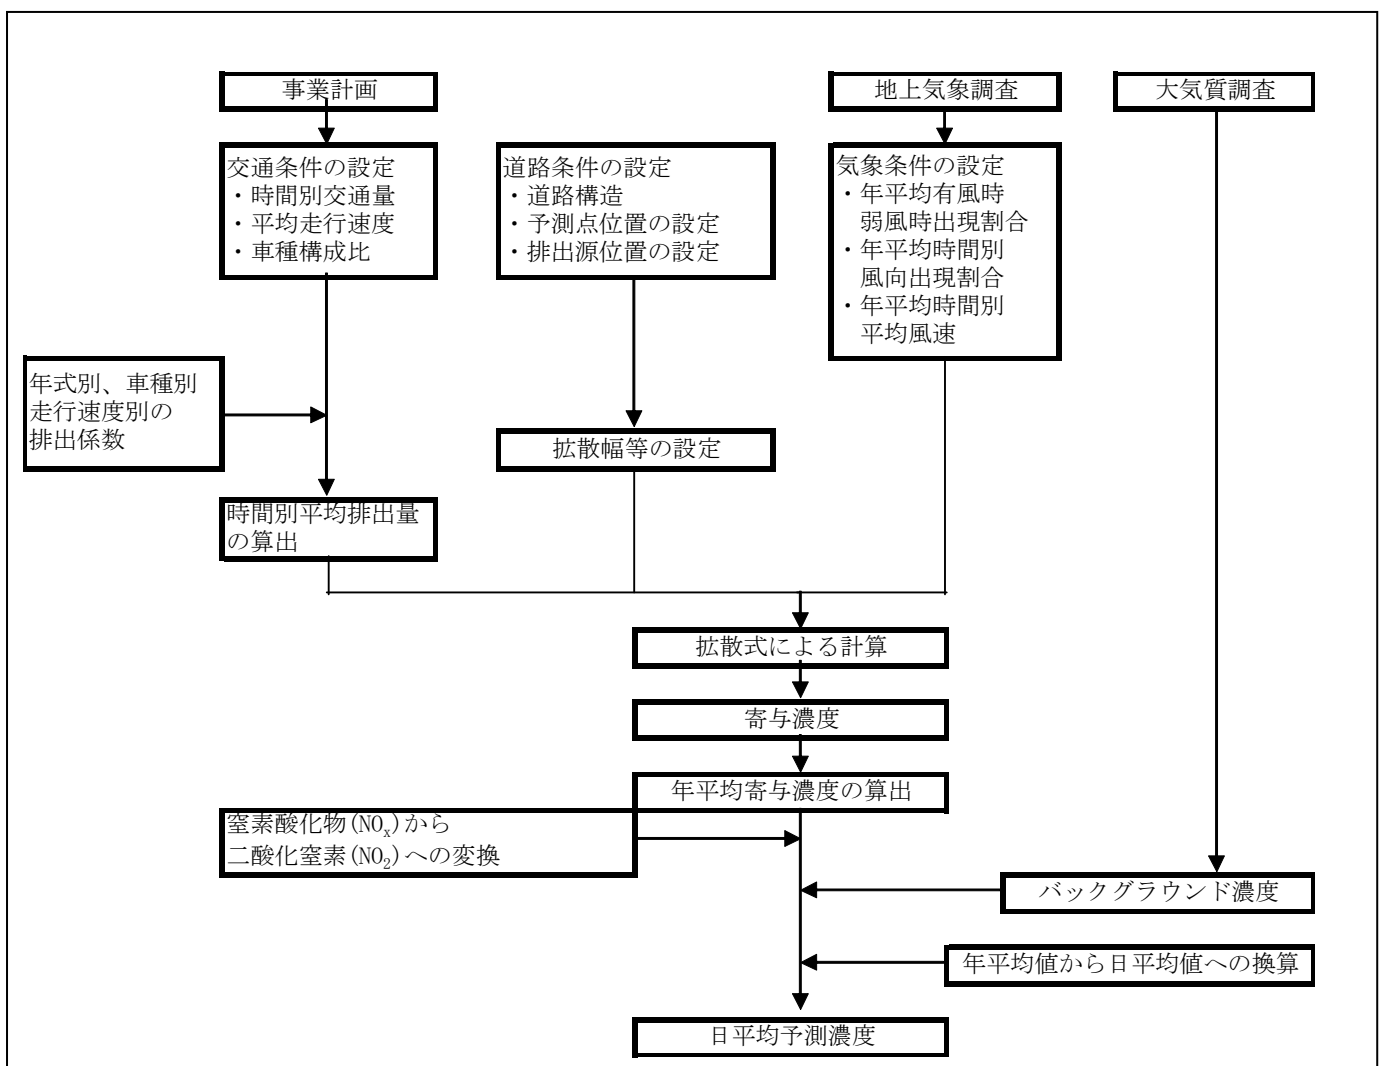 事業計画
地上気象調査
大気質調査
交通条件の設定
・時間別交通量
・平均走行速度
・車種構成比
道路条件の設定
・道路構造
・予測点位置の設定
・排出源位置の設定
気象条件の設定
・年平均有風時
弱風時出現割合
・年平均時間別
風向出現割合
・年平均時間別
平均風速
年式別、車種別
走行速度別の
排出係数
拡散幅等の設定
時間別平均排出量
の算出
拡散式による計算
寄与濃度
年平均寄与濃度の算出
窒素酸化物(NOx)から
二酸化窒素(NO2)への変換
バックグラウンド濃度
年平均値から日平均値への換算
日平均予測濃度